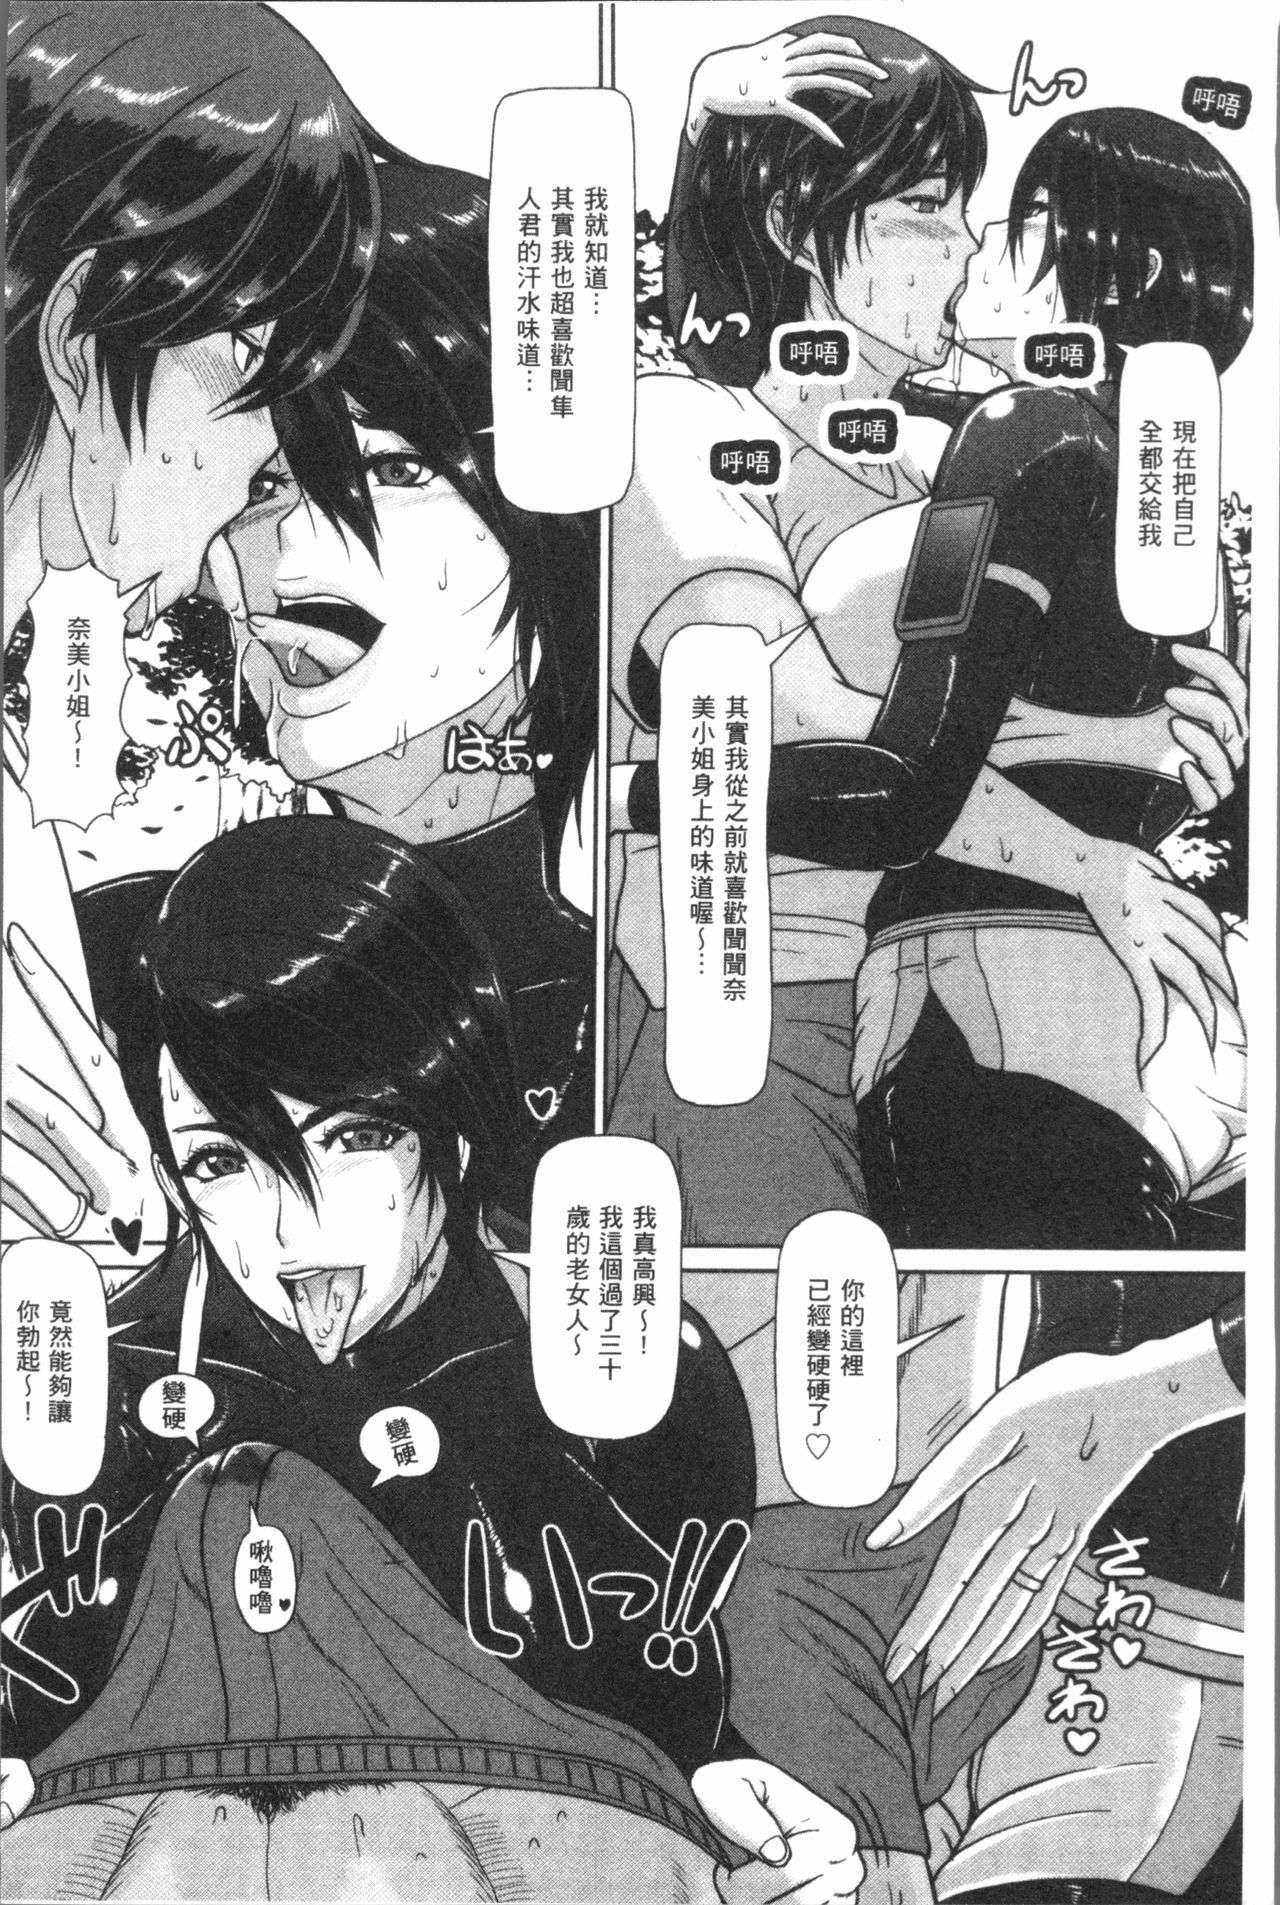 呼唔
んっ
現在把自己
全都交給我
呼唔
んっ
呼唔
呼唔
呼唔
其實我從之前就喜歡聞聞奈
美小姐身上的味道喔～…
我就知道…
其實我也超喜歡聞隼
人君的汗水味道…
奈美小姐～！
ぷ
はぁ♥
你的這裡
已經變硬硬了♡
さわ♥
さわ♥
我真高興～！
我這個過了三十
歲的老女人～
竟然能夠讓
你勃起～！
變硬
變硬
啾嚕嚕♥
いっ!!